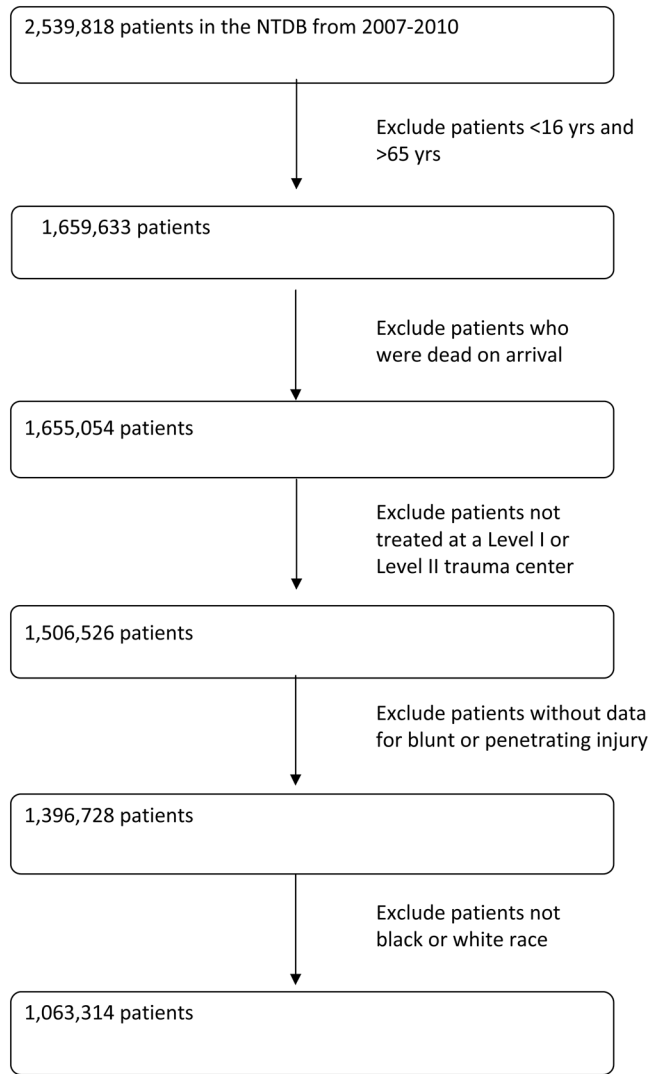 2,539,818 patients in the NTDB from 2007-2010
Exclude patients <16 yrs and
>65 yrs
1,659,633 patients
Exclude patients who
were dead on arrival
1,655,054 patients
Exclude patients not
treated at a Level I or
Level II trauma center
1,506,526 patients
Exclude patients without data
for blunt or penetrating injury
1,396,728 patients
Exclude patients not
black or white race
1,063,314 patients